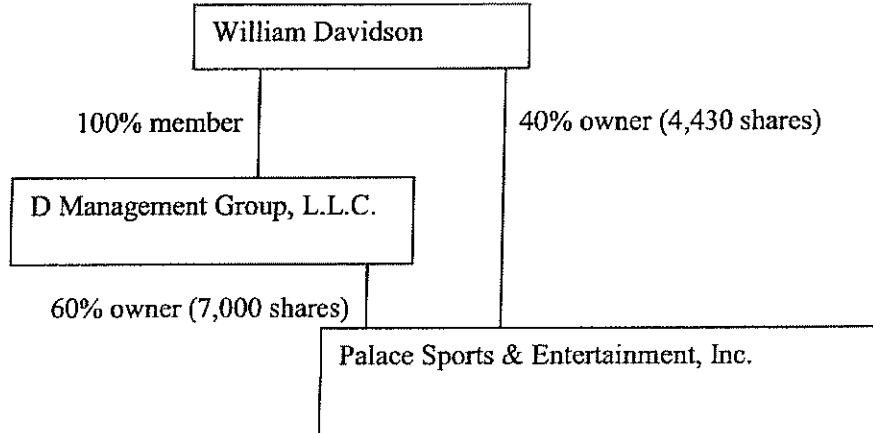 William Davidson
100% member
40% owner (4,430 shares)
D Management Group, L.L.C.
60% owner (7,000 shares)
Palace Sports & Entertainment, Inc.